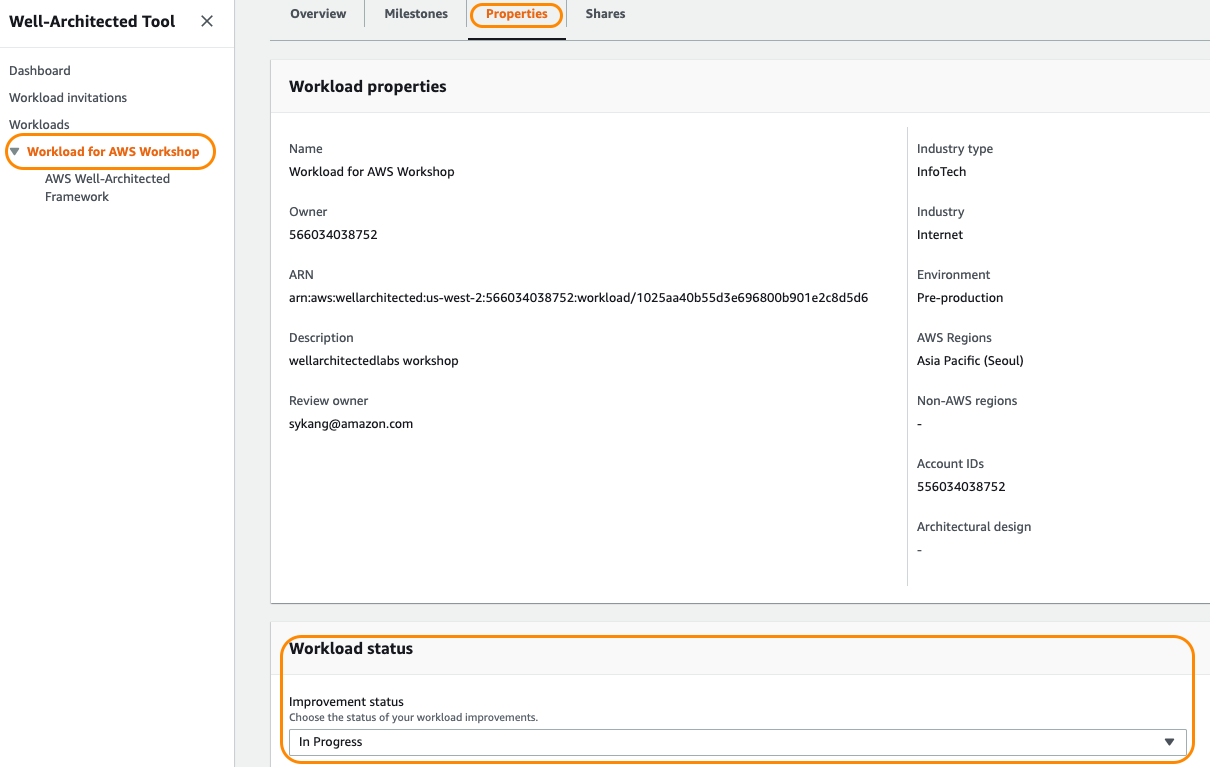 Well-Architected Tool
Dashboard
Workload invitations
Workloads
Workload for AWS Workshop
AWS Well-Architected
Framework
Overview
Milestones
Properties
Shares
Workload properties
Name
Workload for AWS Workshop
Owner
566034038752
ARN
arn:aws:wellarchitected:us-west-2:566034038752:workload/1025aa40b55d3e696800b901e2c8d5d6
Description
wellarchitectedlabs workshop
Review owner
sykang@amazon.com
Industry type
InfoTech
Industry
Internet
Environment
Pre-production
AWS Regions
Asia Pacific (Seoul)
Non-AWS regions
-
Account IDs
556034038752
Architectural design
-
Workload status
Improvement status
Choose the status of your workload improvements.
In Progress